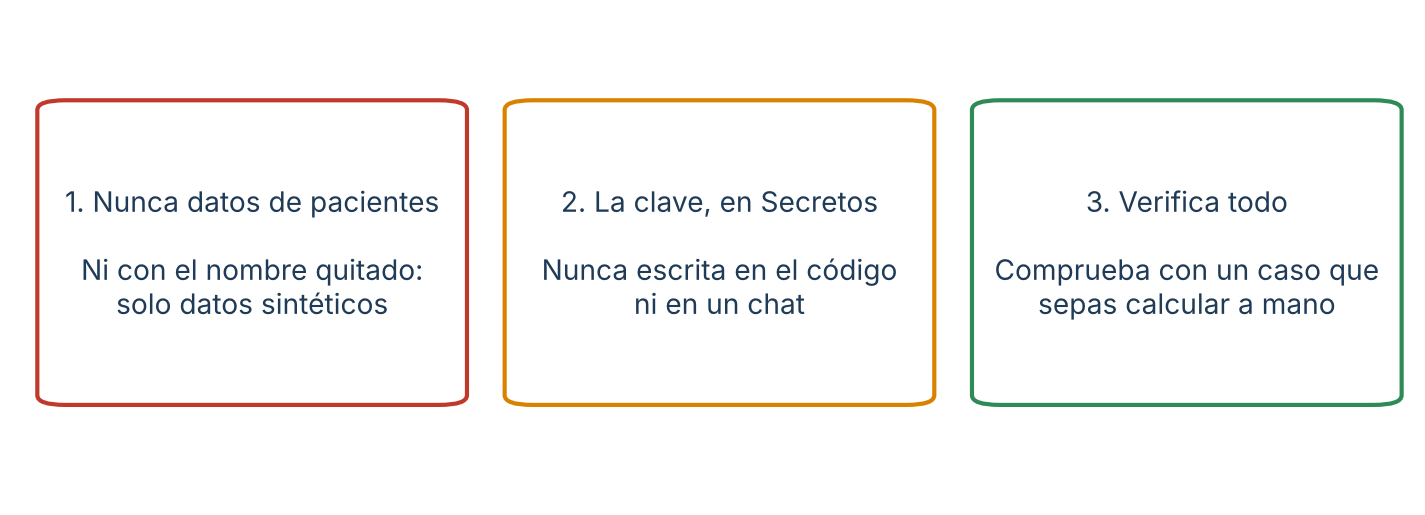 1. Nunca datos de pacientes
Ni con el nombre quitado:
solo datos sintéticos
2. La clave, en Secretos
Nunca escrita en el código
ni en un chat
3. Verifica todo
Comprueba con un caso que
sepas calcular a mano